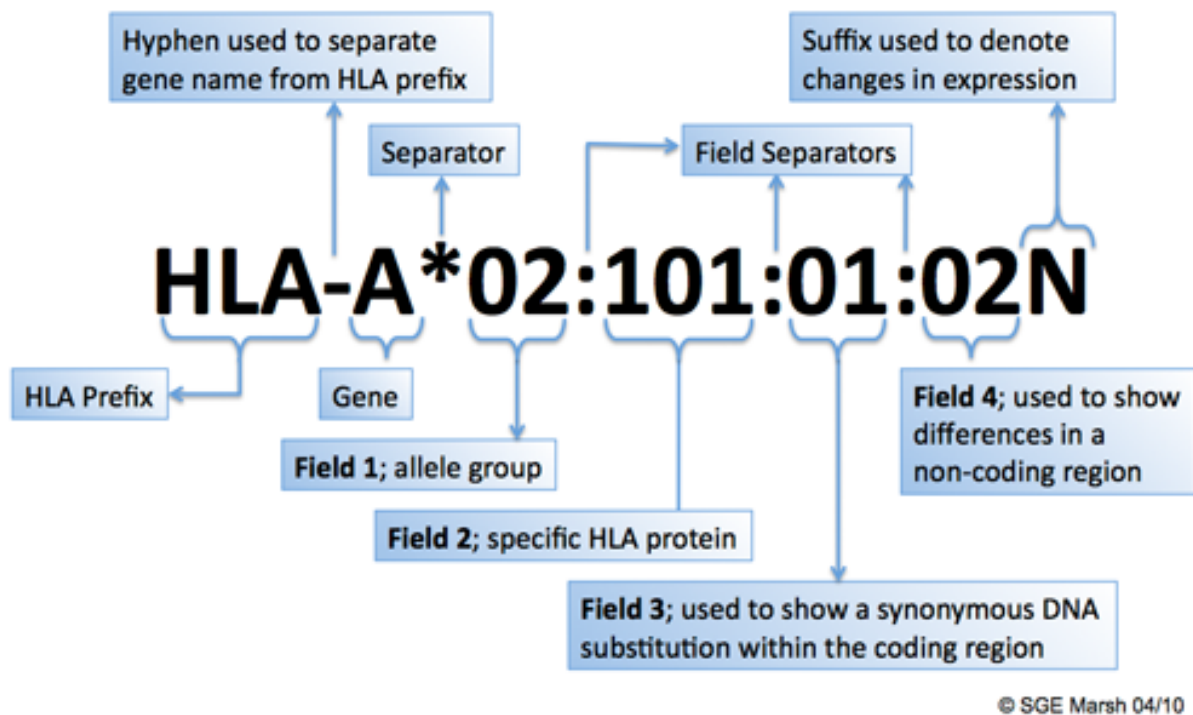 Hyphen used to separate
gene name from HLA prefix
Suffix used to denote
changes in expression
Separator
Field Separators
HLA-A*02:101:01:02N
HLA Prefix
Gene
Field 1; allele group
Field 2; specific HLA protein
Field 3; used to show a synonymous DNA
substitution within the coding region
Field 4; used to show
differences in a
non-coding region
© SGE Marsh 04/10